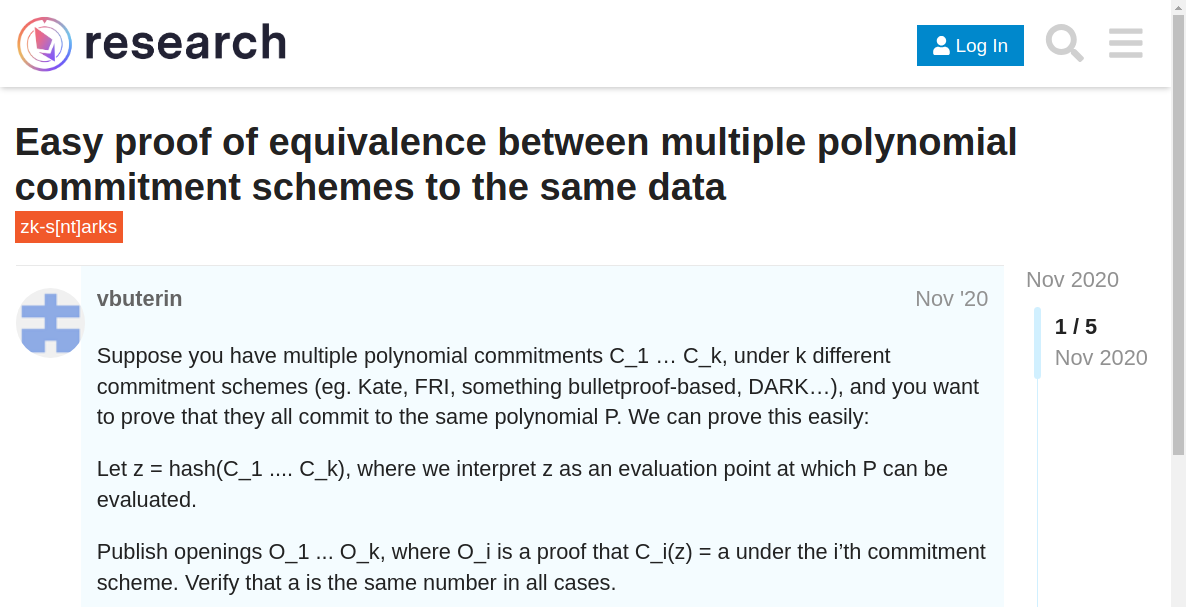 research
Log In
Easy proof of equivalence between multiple polynomial
commitment schemes to the same data
zk-s[nt]arks
vbuterin
Nov '20
Suppose you have multiple polynomial commitments C_1 … C_k, under k different
commitment schemes (eg. Kate, FRI, something bulletproof-based, DARK…), and you want
to prove that they all commit to the same polynomial P. We can prove this easily:
Let z = hash(C_1 .... C_k), where we interpret z as an evaluation point at which P can be
evaluated.
Publish openings O_1 ... O_k, where O_i is a proof that C_i(z) = a under the i’th commitment
scheme. Verify that a is the same number in all cases.
Nov 2020
1 / 5
Nov 2020